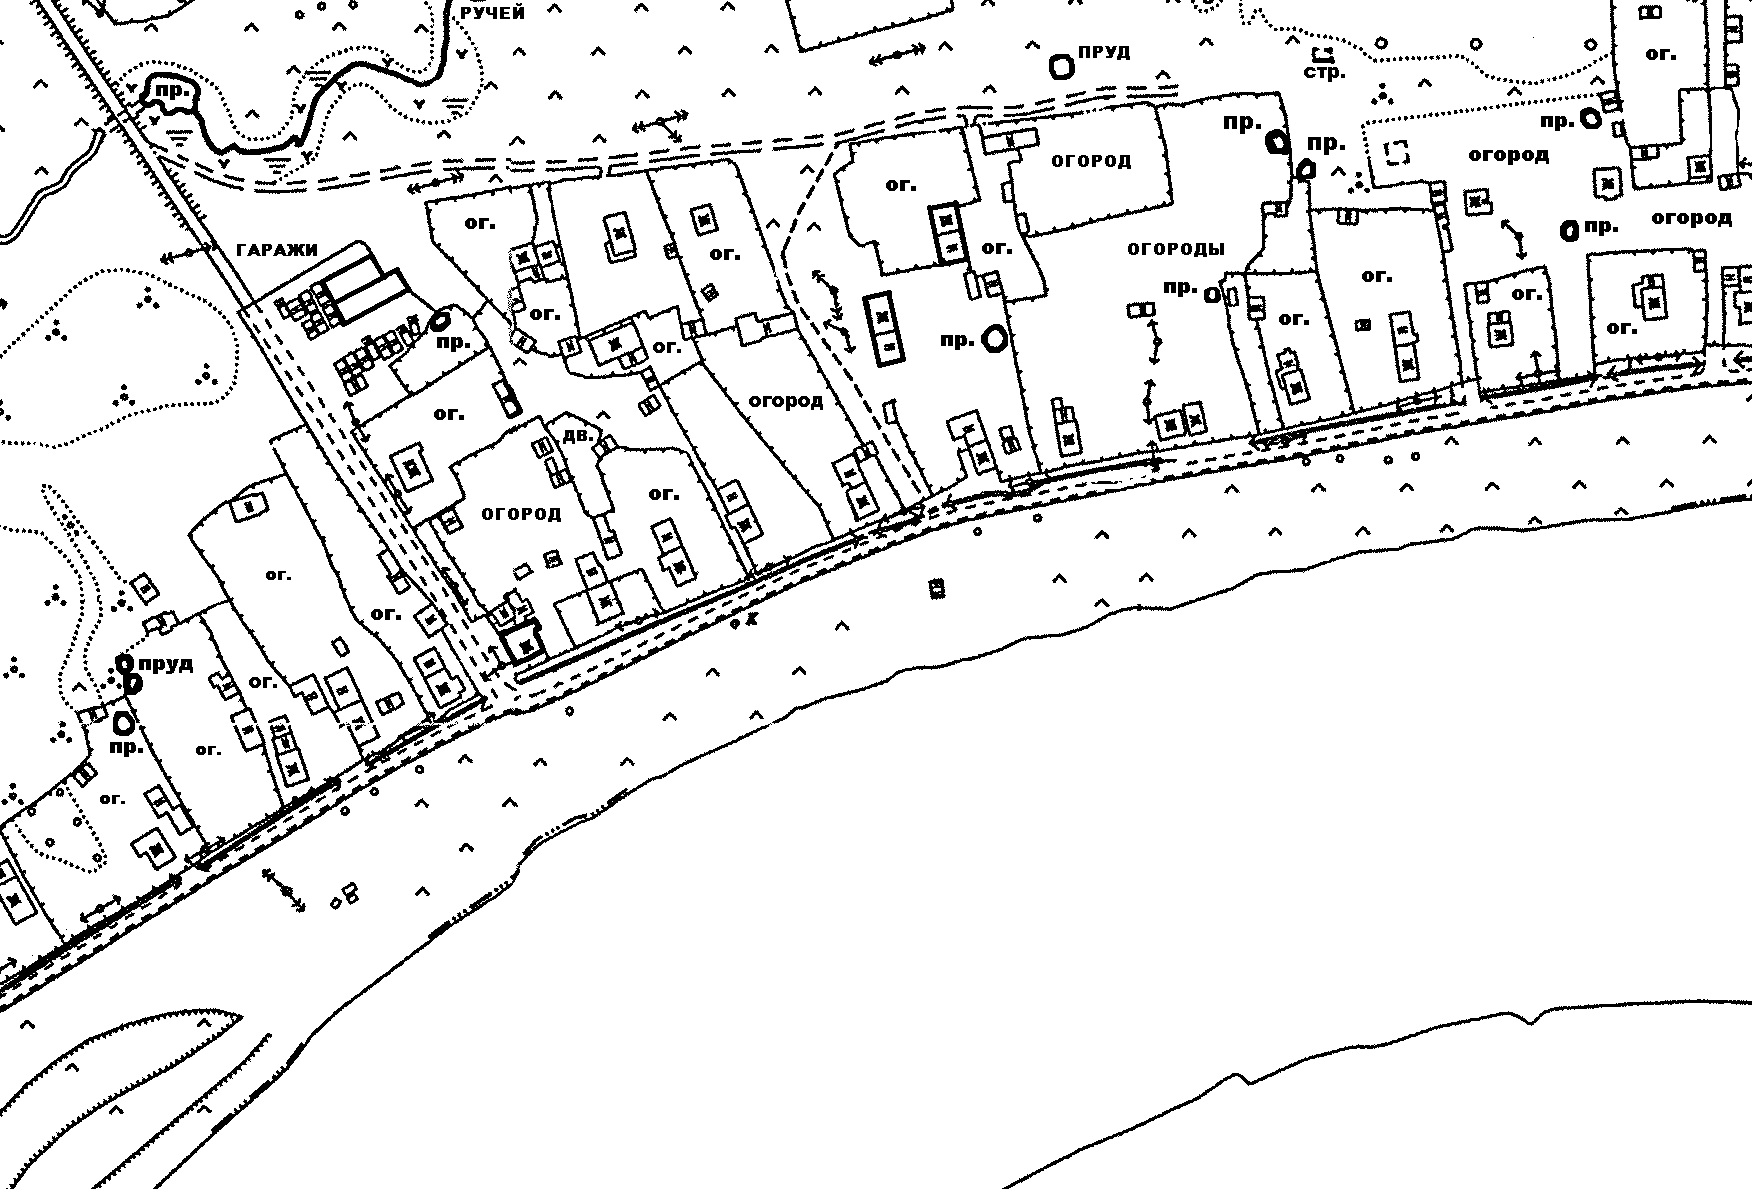 РУЧЕЙ
ПРУД
ОГ.
СТР.
пр.
пр.
пр.
пр.
ОГОРОД
огород
ог.
огород
ог.
пр.
ог.
ог.
ог.
ОГОРОДЫ
ГАРАЖИ
ог.
пр.
ог.
ог.
ог.
ог.
пр.
пр.
ог.
ог.
огород
ог.
дв.
ог.
ОГОРОД
ог.
ог.
пруд
ог.
пр.
ог.
ог.